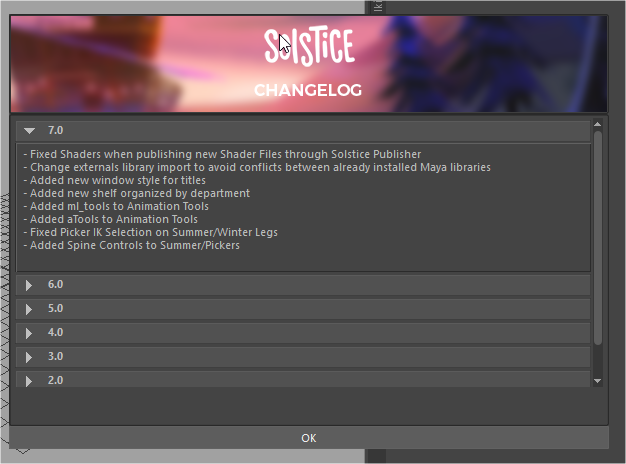 SOLSTICE
CHANGELOG
7.0
- Fixed Shaders when publishing new Shader Files through Solstice Publisher
- Change externals library import to avoid conflicts between already installed Maya libraries
- Added new window style for titles
- Added new shelf organized by department
- Added ml_tools to Animation Tools
- Added aTools to Animation Tools
- Fixed Picker IK Selection on Summer/Winter Legs
- Added Spine Controls to Summer/Pickers
6.0
5.0
4.0
3.0
2.0
OK